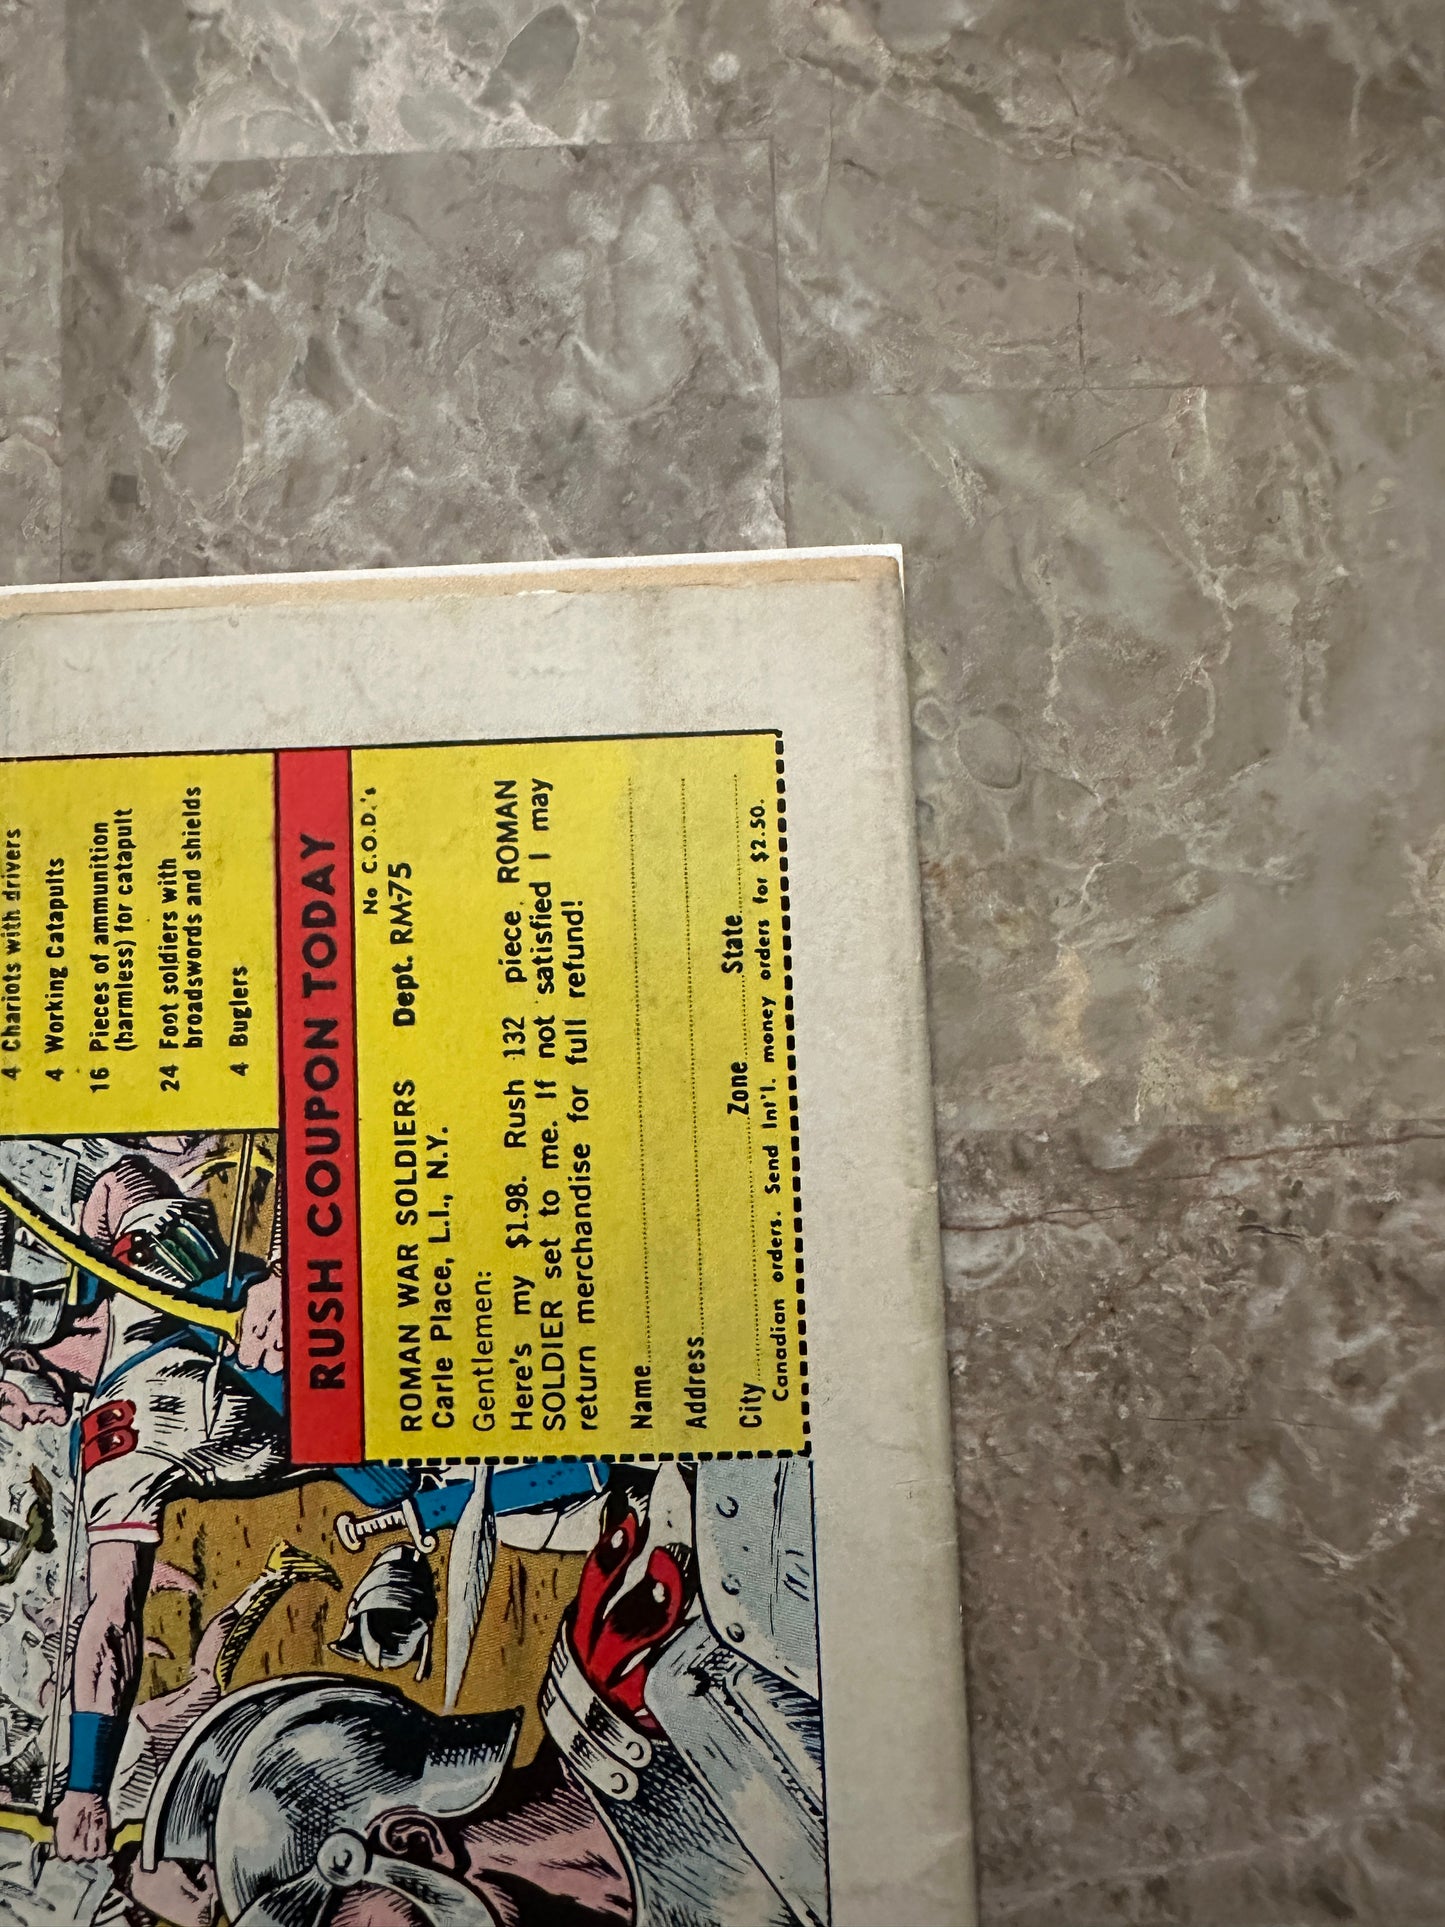 4 Chariots with drivers
4 Working Catapults
16 Pieces of ammunition
(harmless) for catapult
24 Foot soldiers with
broadswords and shields
4 Buglers
RUSH COUPON TODAY
No C.O.D.'s
ROMAN WAR SOLDIERS Dept. RM-75
Carle Place, L.I., N.Y.
Gentlemen:
Here's my $1.98. Rush 132 piece ROMAN
SOLDIER set to me. If not satisfied I may
return merchandise for full refund!
Name
Address
City Zone State
Canadian orders. Send Int'l. money orders for $2.50.